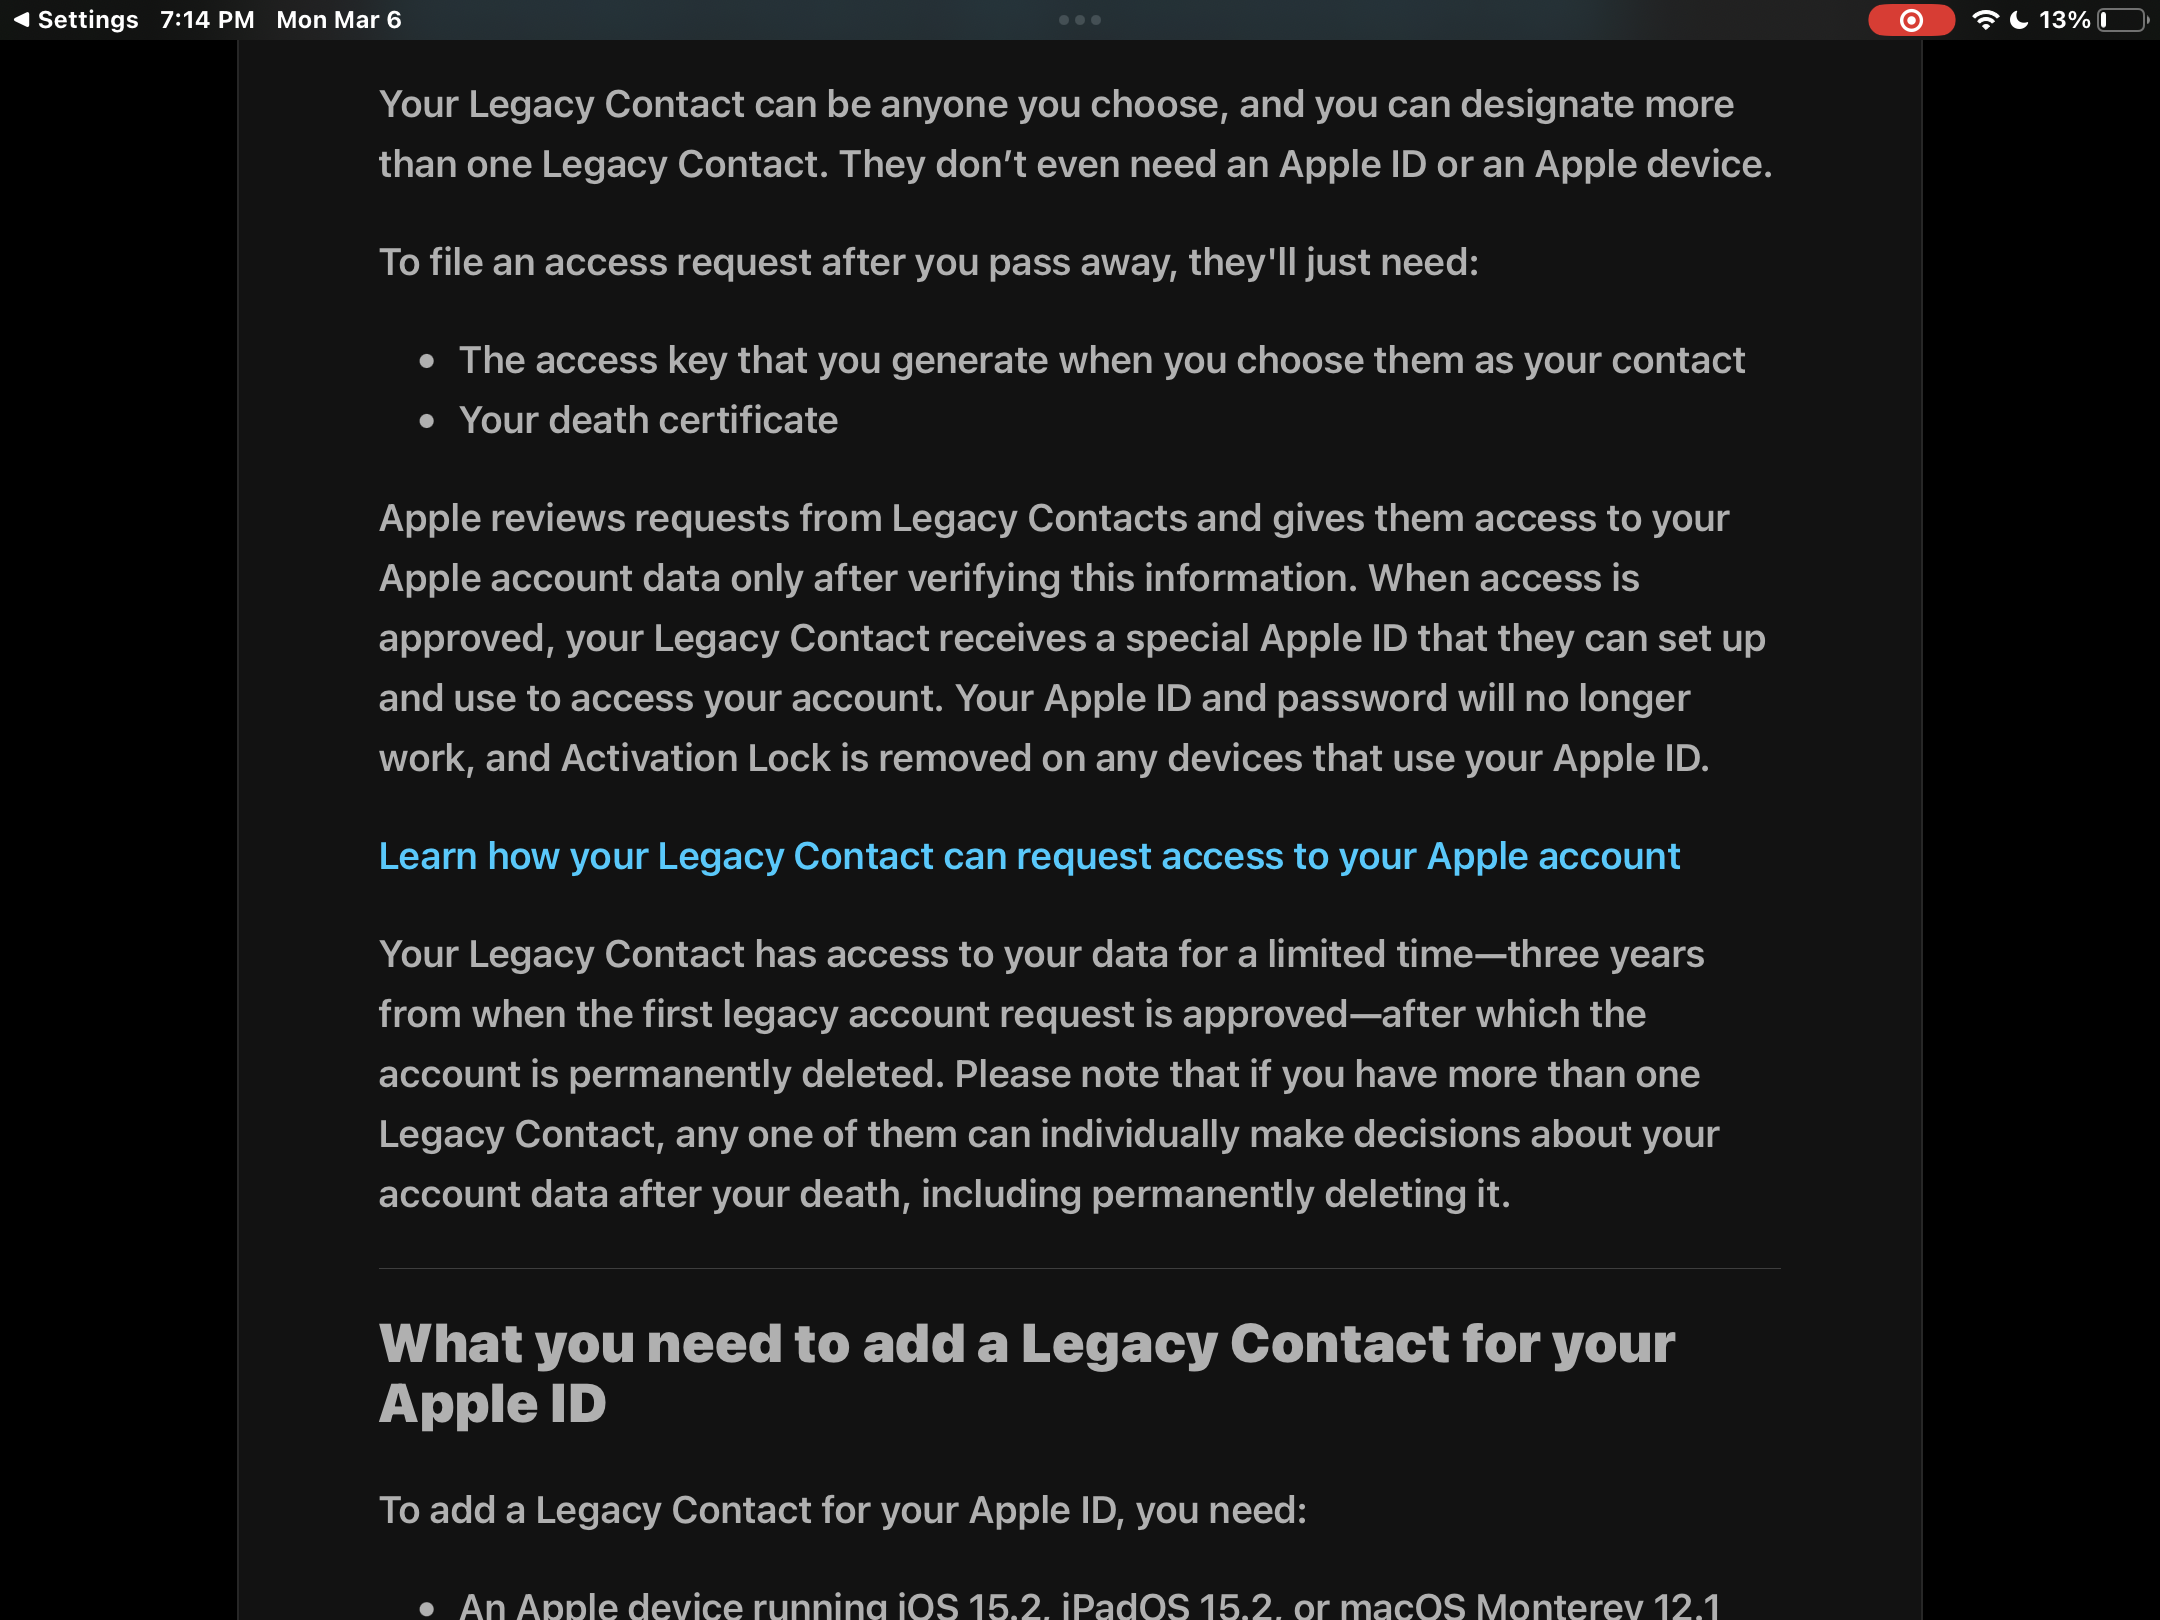 ◀ Settings 7:14 PM Mon Mar 6 13%
Your Legacy Contact can be anyone you choose, and you can designate more
than one Legacy Contact. They don’t even need an Apple ID or an Apple device.
To file an access request after you pass away, they'll just need:
• The access key that you generate when you choose them as your contact
• Your death certificate
Apple reviews requests from Legacy Contacts and gives them access to your
Apple account data only after verifying this information. When access is
approved, your Legacy Contact receives a special Apple ID that they can set up
and use to access your account. Your Apple ID and password will no longer
work, and Activation Lock is removed on any devices that use your Apple ID.
Learn how your Legacy Contact can request access to your Apple account
Your Legacy Contact has access to your data for a limited time—three years
from when the first legacy account request is approved—after which the
account is permanently deleted. Please note that if you have more than one
Legacy Contact, any one of them can individually make decisions about your
account data after your death, including permanently deleting it.
What you need to add a Legacy Contact for your
Apple ID
To add a Legacy Contact for your Apple ID, you need:
• An Apple device running iOS 15.2, iPadOS 15.2, or macOS Monterey 12.1